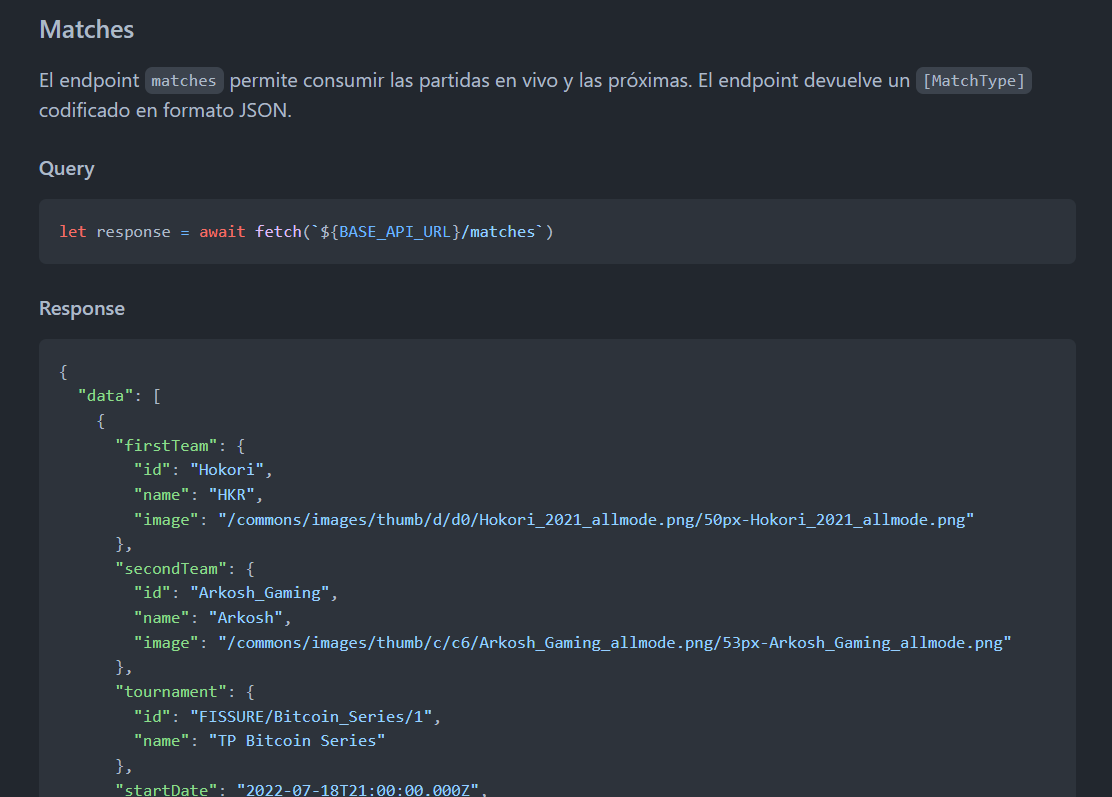 Matches
El endpoint matches permite consumir las partidas en vivo y las próximas. El endpoint devuelve un [MatchType]
codificado en formato JSON.
Query
let response = await fetch(`${BASE_API_URL}/matches`)
Response
{
  "data": [
    {
      "firstTeam": {
        "id": "Hokori",
        "name": "HKR",
        "image": "/commons/images/thumb/d/d0/Hokori_2021_allmode.png/50px-Hokori_2021_allmode.png"
      },
      "secondTeam": {
        "id": "Arkosh_Gaming",
        "name": "Arkosh",
        "image": "/commons/images/thumb/c/c6/Arkosh_Gaming_allmode.png/53px-Arkosh_Gaming_allmode.png"
      },
      "tournament": {
        "id": "FISSURE/Bitcoin_Series/1",
        "name": "TP Bitcoin Series"
      },
      "startDate": "2022-07-18T21:00:00.000Z",